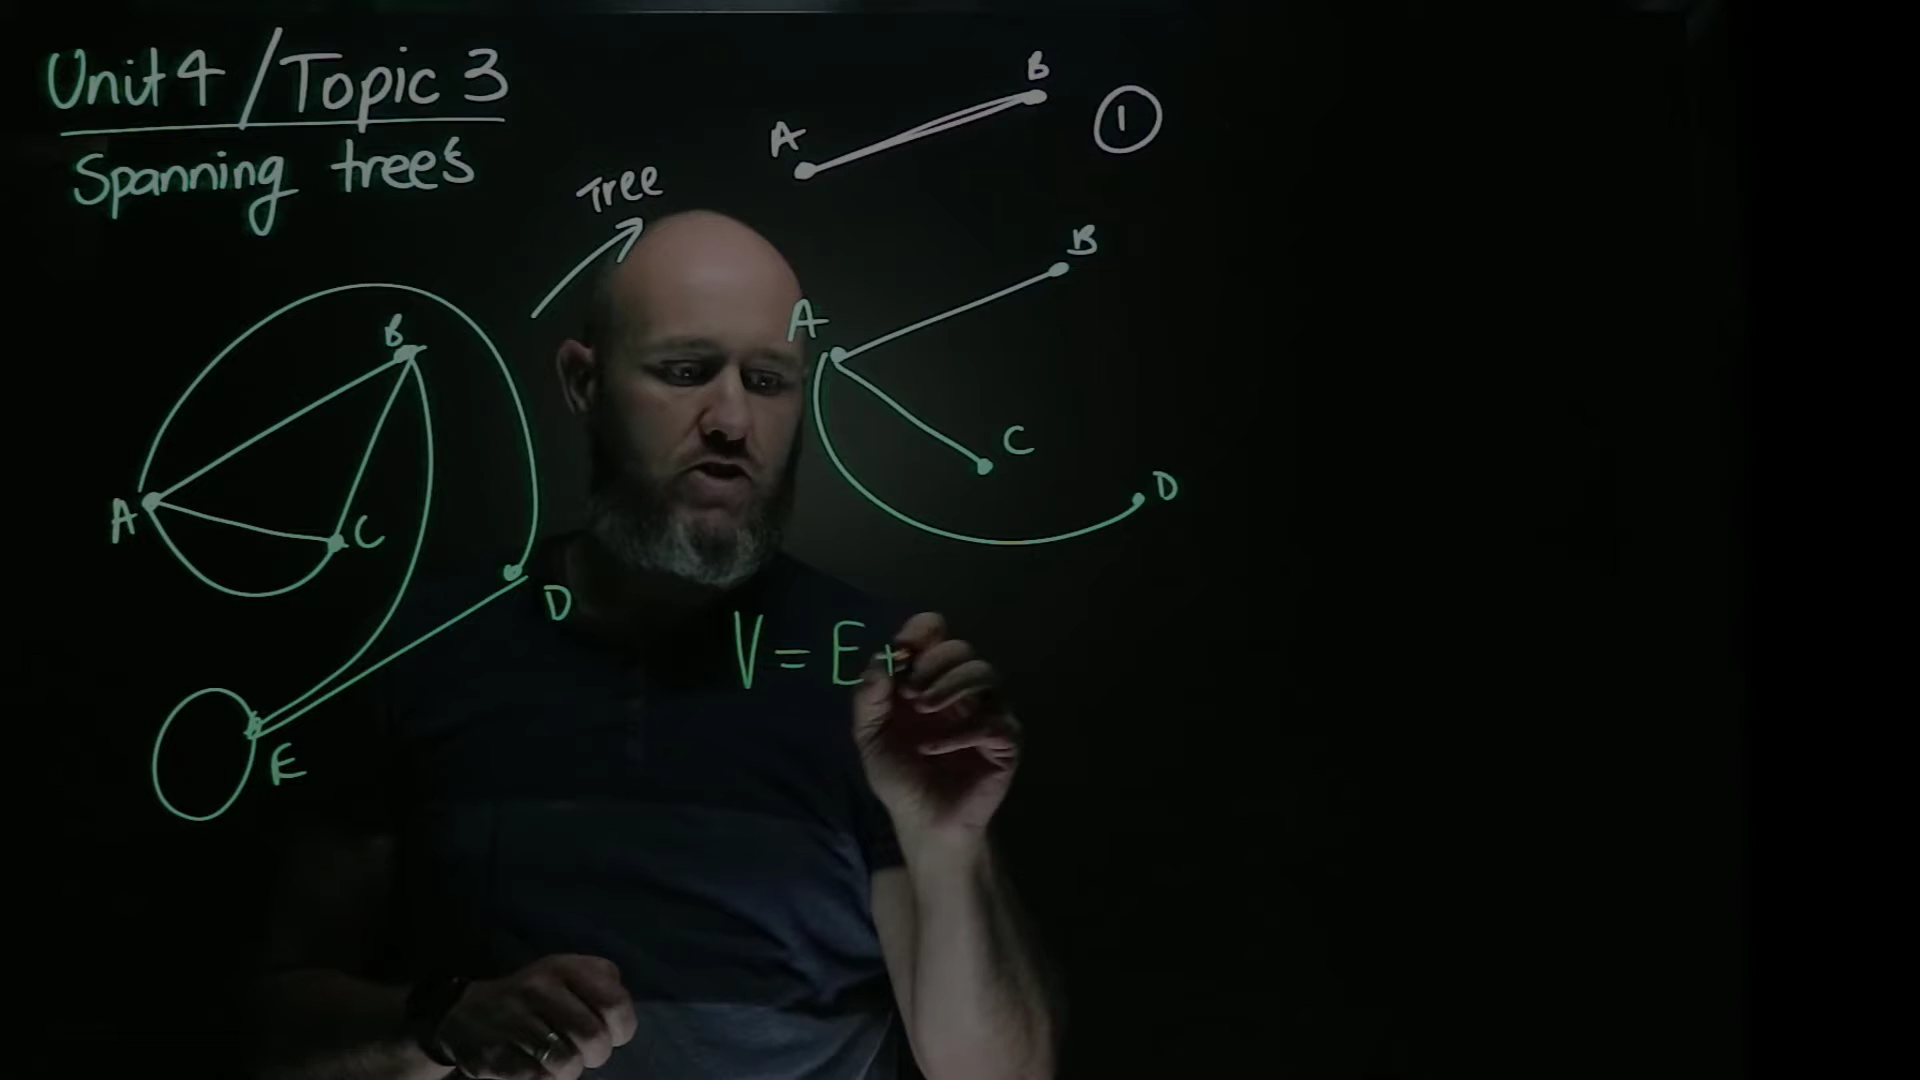 Unit 4 / Topic 3
Spanning trees
Tree
A
B
1
B
A
C
D
B
A
C
D
E
V = E +